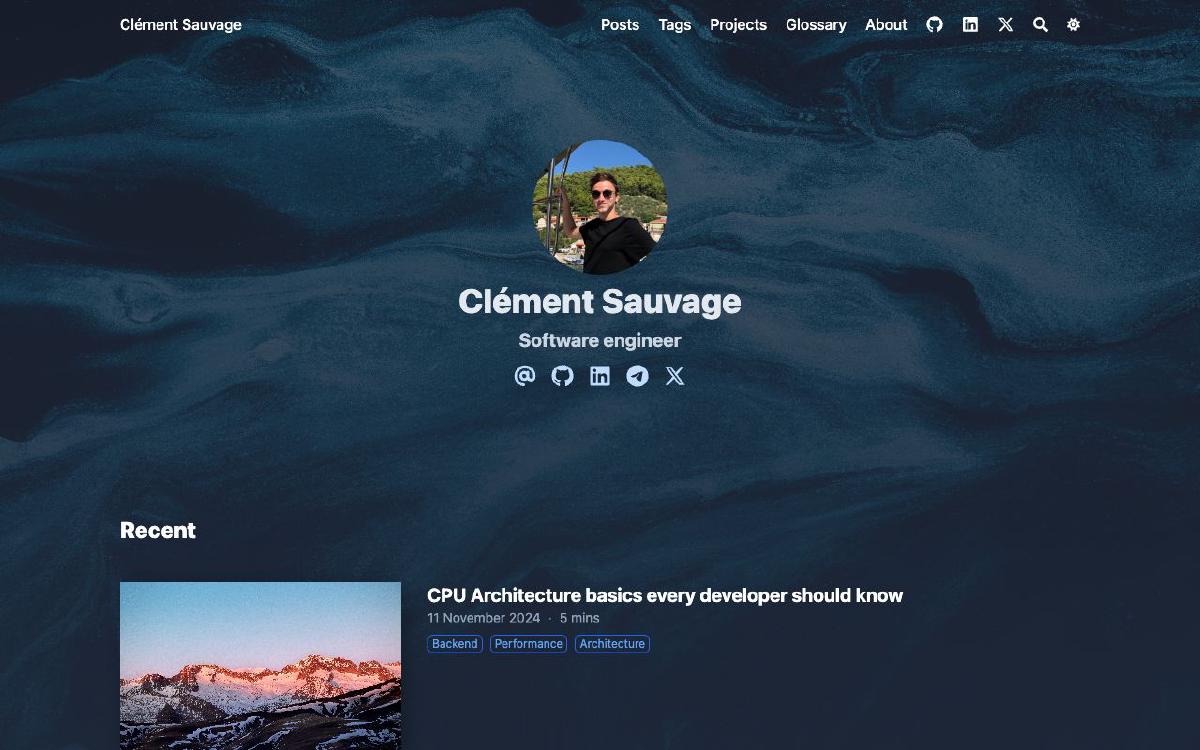 Clément Sauvage
Posts Tags Projects Glossary About
Clément Sauvage
Software engineer
Recent
CPU Architecture basics every developer should know
11 November 2024 · 5 mins
Backend Performance Architecture